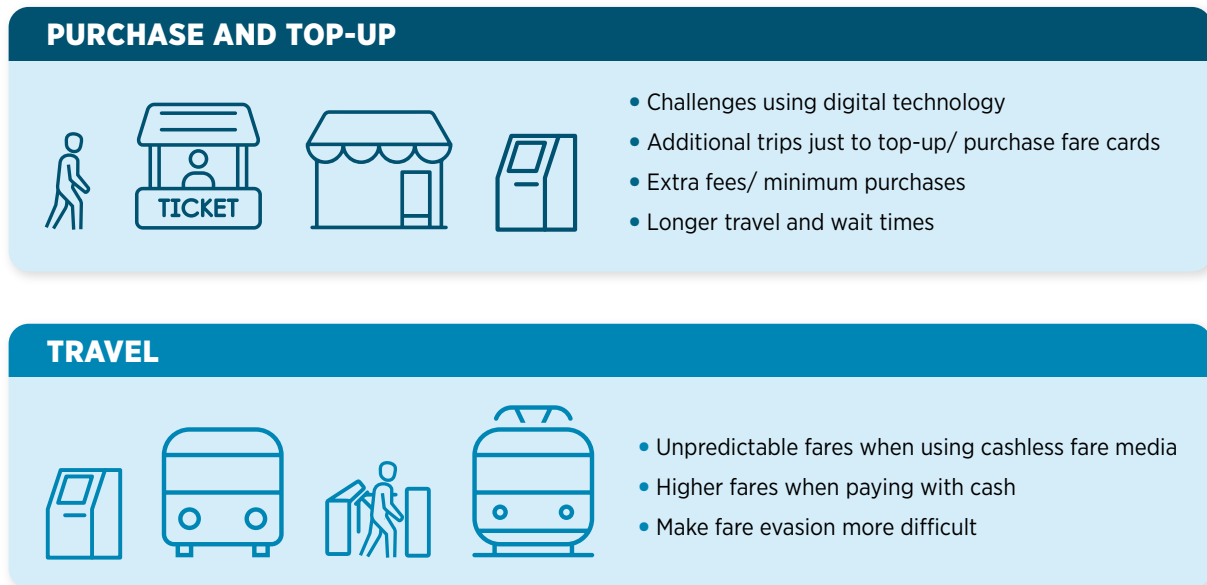 PURCHASE AND TOP-UP
TICKET
• Challenges using digital technology
• Additional trips just to top-up/ purchase fare cards
• Extra fees/ minimum purchases
• Longer travel and wait times
TRAVEL
• Unpredictable fares when using cashless fare media
• Higher fares when paying with cash
• Make fare evasion more difficult